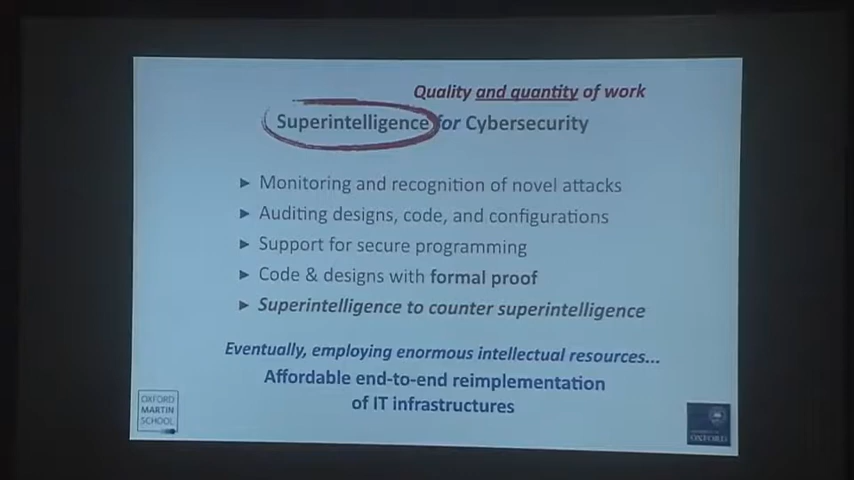 Quality and quantity of work
Superintelligence for Cybersecurity
► Monitoring and recognition of novel attacks
► Auditing designs, code, and configurations
► Support for secure programming
► Code & designs with formal proof
► Superintelligence to counter superintelligence
Eventually, employing enormous intellectual resources...
Affordable end-to-end reimplementation
of IT infrastructures
OXFORD
MARTIN
SCHOOL
OXFORD